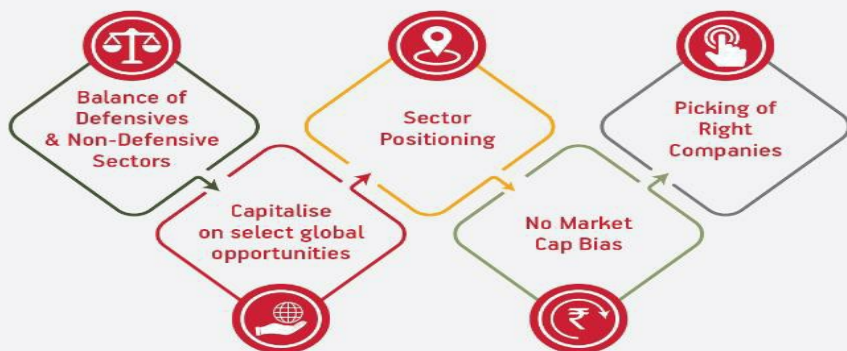 Balance of
Defensives
& Non-Defensive
Sectors
Capitalise
on select global
opportunities
Sector
Positioning
No Market
Cap Bias
₹
Picking of
Right
Companies